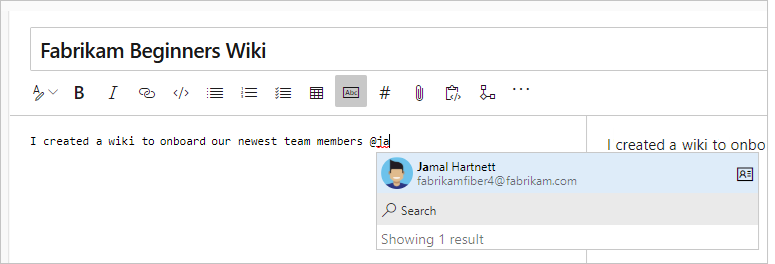 Fabrikam Beginners Wiki
A B I </> # ...
Abc
I created a wiki to onboard our newest team members @ja
I created a wiki to onbo
Jamal Hartnett
fabrikamfiber4@fabrikam.com
Search
Showing 1 result